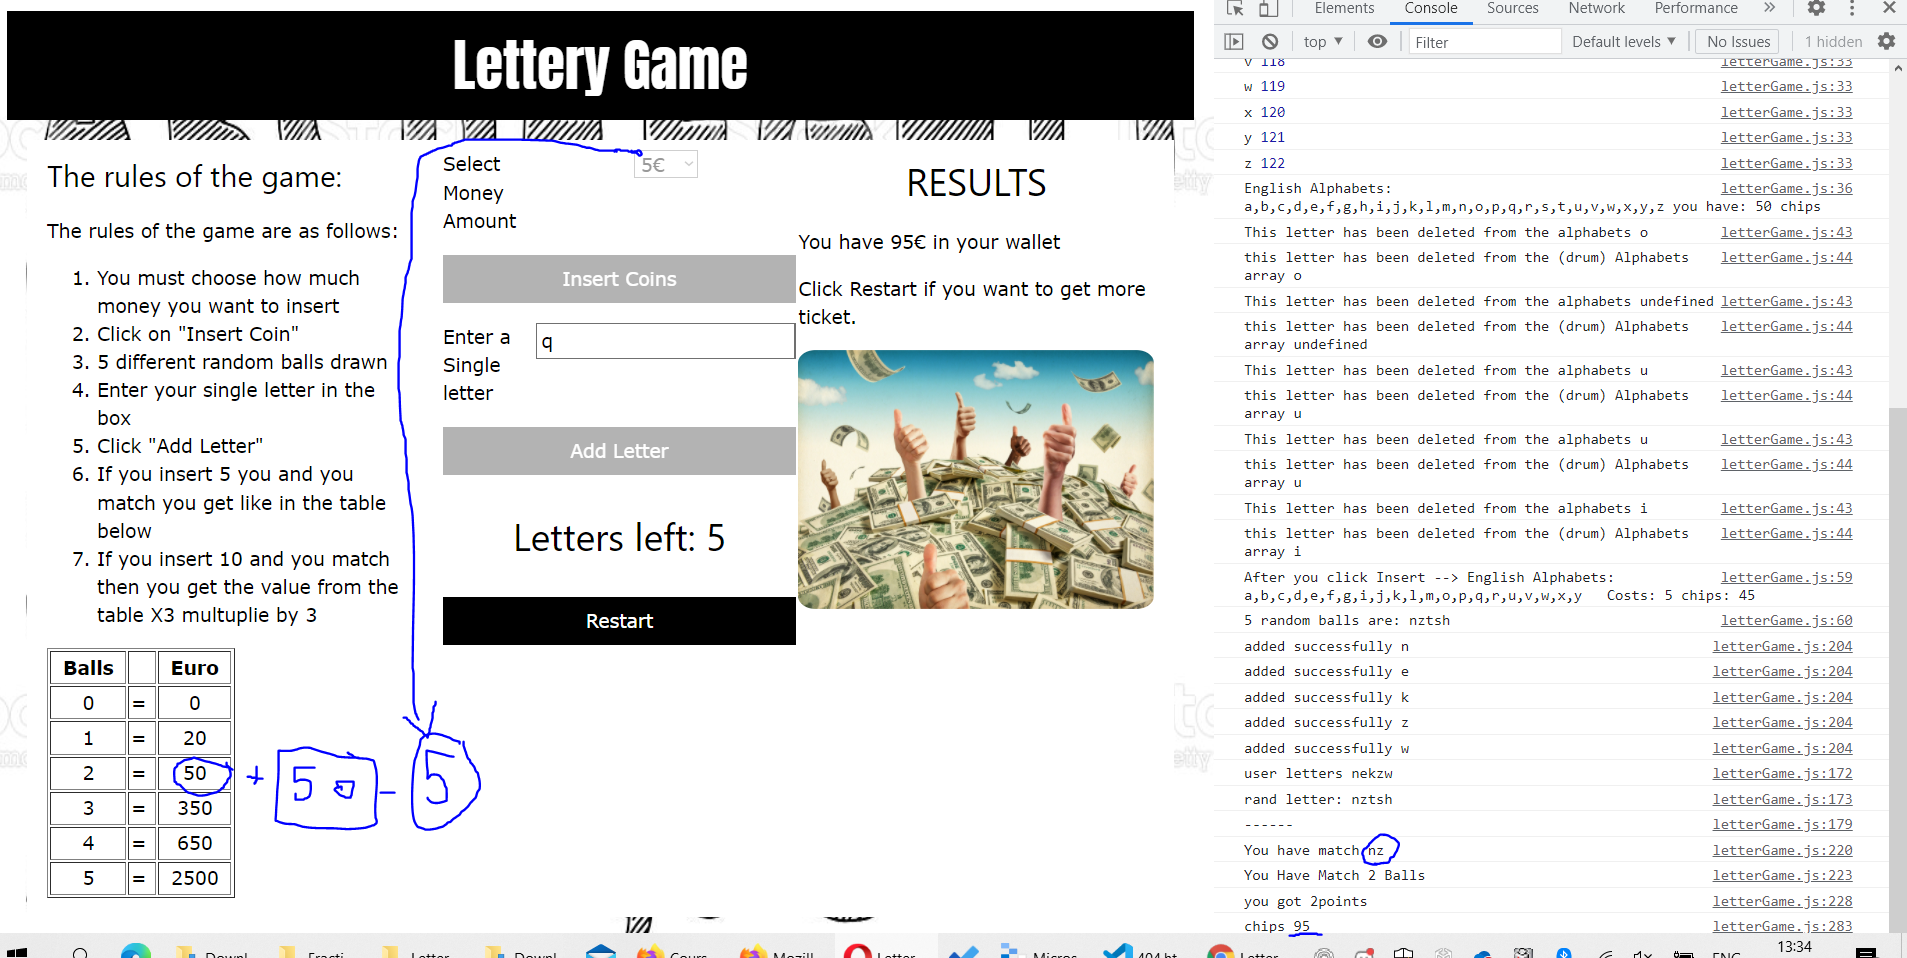 Lettery Game
The rules of the game:
The rules of the game are as follows:
1. You must choose how much
money you want to insert
2. Click on "Insert Coin"
3. 5 different random balls drawn
4. Enter your single letter in the
box
5. Click "Add Letter"
6. If you insert 5 you and you
match you get like in the table
below
7. If you insert 10 and you match
then you get the value from the
table X3 multuplie by 3
Balls Euro
0 = 0
1 = 20
2 = 50 + 50 - 5
3 = 350
4 = 650
5 = 2500
Select
Money
Amount
5€
Insert Coins
Enter a
Single
letter
q
Add Letter
Letters left: 5
Restart
RESULTS
You have 95€ in your wallet
Click Restart if you want to get more
ticket.
Elements Console Sources Network Performance
top Filter Default levels No Issues 1 hidden
v 118 letterGame.js:33
w 119 letterGame.js:33
x 120 letterGame.js:33
y 121 letterGame.js:33
z 122 letterGame.js:33
English Alphabets: letterGame.js:36
a,b,c,d,e,f,g,h,i,j,k,l,m,n,o,p,q,r,s,t,u,v,w,x,y,z you have: 50 chips
This letter has been deleted from the alphabets o letterGame.js:43
this letter has been deleted from the (drum) Alphabets letterGame.js:44
array o
This letter has been deleted from the alphabets undefined letterGame.js:43
this letter has been deleted from the (drum) Alphabets letterGame.js:44
array undefined
This letter has been deleted from the alphabets u letterGame.js:43
this letter has been deleted from the (drum) Alphabets letterGame.js:44
array u
This letter has been deleted from the alphabets u letterGame.js:43
this letter has been deleted from the (drum) Alphabets letterGame.js:44
array u
This letter has been deleted from the alphabets i letterGame.js:43
this letter has been deleted from the (drum) Alphabets letterGame.js:44
array i
After you click Insert --> English Alphabets: letterGame.js:59
a,b,c,d,e,f,g,i,j,k,l,m,o,p,q,r,u,v,w,x,y Costs: 5 chips: 45
5 random balls are: nztsh letterGame.js:60
added successfully n letterGame.js:204
added successfully e letterGame.js:204
added successfully k letterGame.js:204
added successfully z letterGame.js:204
added successfully w letterGame.js:204
user letters nekzw letterGame.js:172
rand letter: nztsh letterGame.js:173
------ letterGame.js:179
You have match nz letterGame.js:220
You Have Match 2 Balls letterGame.js:223
you got 2points letterGame.js:228
chips 95 letterGame.js:283
Downl Fracti Letter Downl Cours Mozill Letter Micros 404.ht Letter ENG 13:34